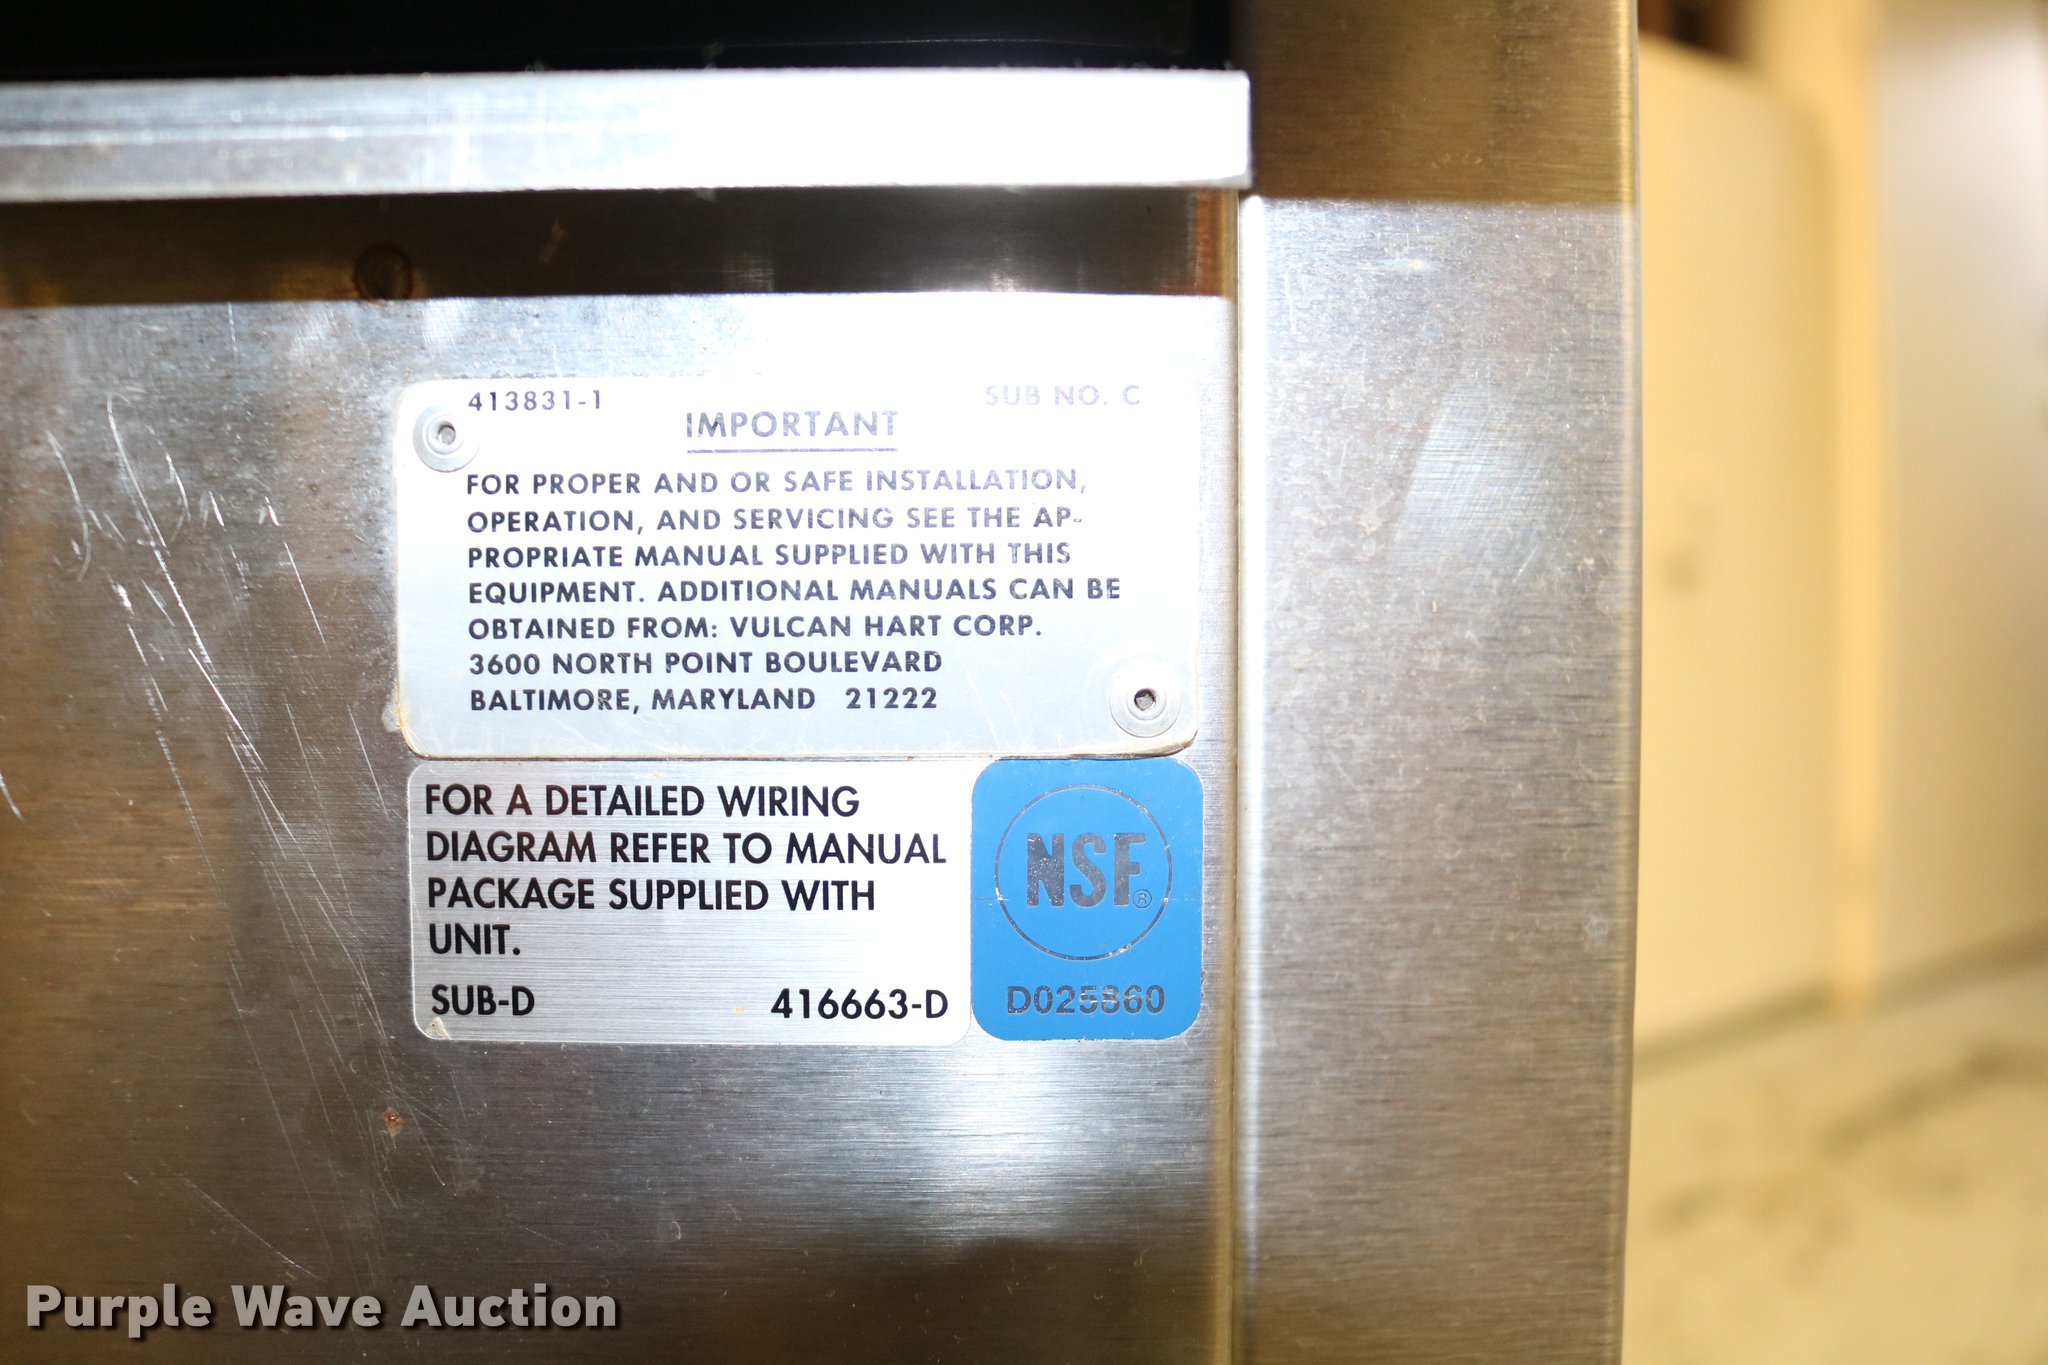 413831-1 SUB NO. C
IMPORTANT
FOR PROPER AND OR SAFE INSTALLATION,
OPERATION, AND SERVICING SEE THE AP-
PROPRIATE MANUAL SUPPLIED WITH THIS
EQUIPMENT. ADDITIONAL MANUALS CAN BE
OBTAINED FROM: VULCAN HART CORP.
3600 NORTH POINT BOULEVARD
BALTIMORE, MARYLAND 21222
FOR A DETAILED WIRING
DIAGRAM REFER TO MANUAL
PACKAGE SUPPLIED WITH
UNIT.
SUB-D 416663-D
NSF®
D025860
Purple Wave Auction